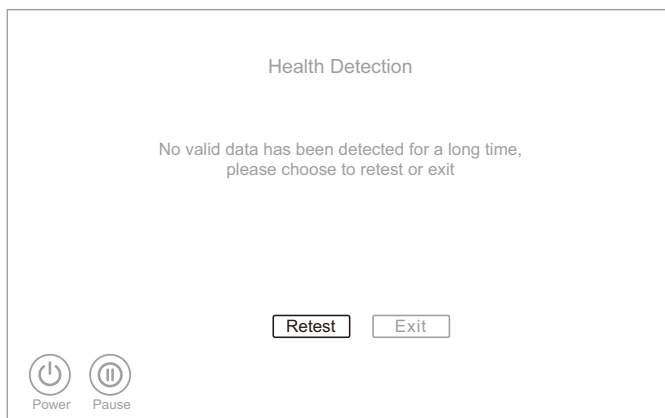 Health Detection
No valid data has been detected for a long time,
please choose to retest or exit
Retest Exit
Power Pause